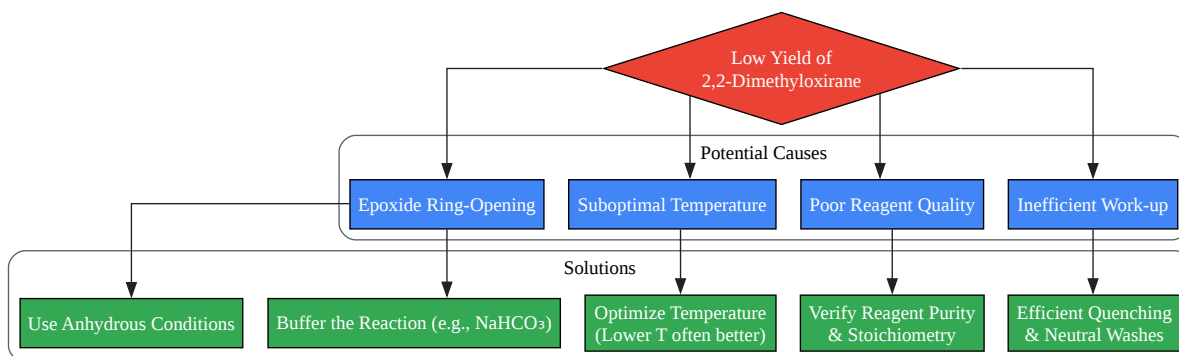 Low Yield of
2,2-Dimethyloxirane
Potential Causes
Epoxide Ring-Opening
Suboptimal Temperature
Poor Reagent Quality
Inefficient Work-up
Solutions
Use Anhydrous Conditions
Buffer the Reaction (e.g., NaHCO₃)
Optimize Temperature
(Lower T often better)
Verify Reagent Purity
& Stoichiometry
Efficient Quenching
& Neutral Washes